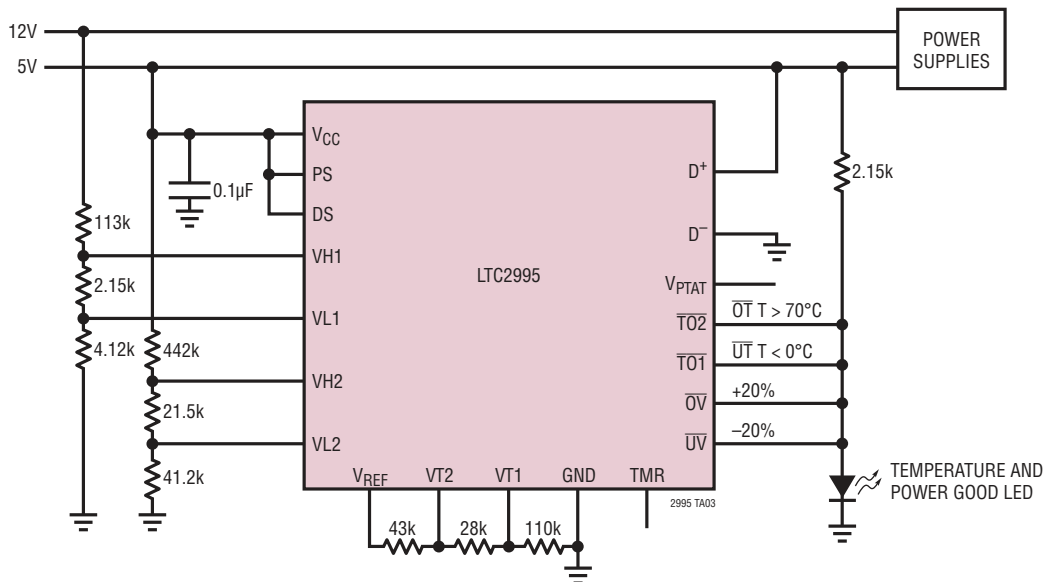 12V
5V
POWER
SUPPLIES
VCC
PS
DS
VH1
VL1
VH2
VL2
0.1µF
113k
2.15k
4.12k
442k
21.5k
41.2k
LTC2995
D+
D–
VPTAT
TO2
TO1
OV
UV
OT T > 70°C
UT T < 0°C
+20%
–20%
2.15k
TEMPERATURE AND
POWER GOOD LED
VREF
VT2
VT1
GND
TMR
2995 TA03
43k
28k
110k